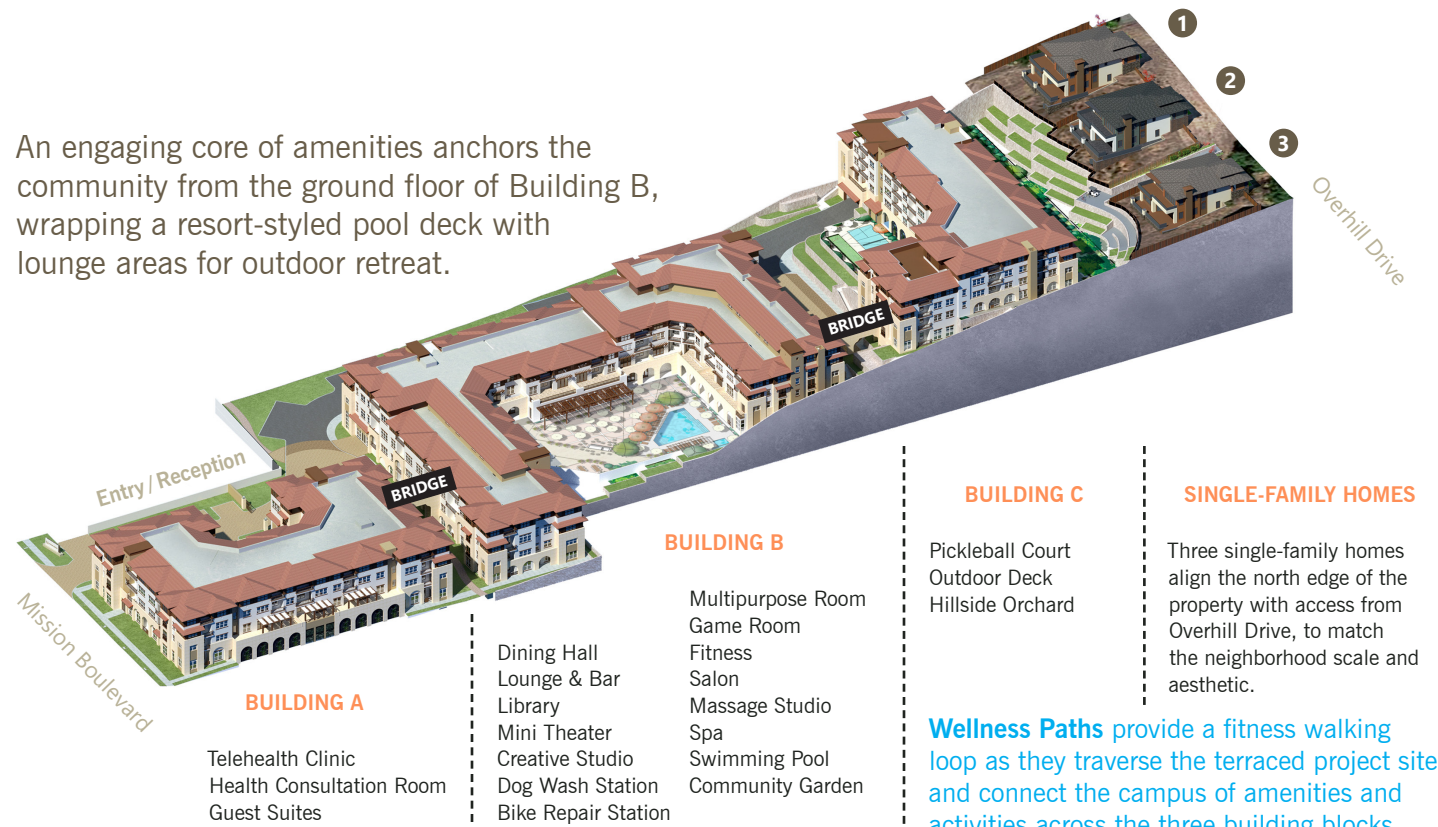 An engaging core of amenities anchors the
community from the ground floor of Building B,
wrapping a resort-styled pool deck with
lounge areas for outdoor retreat.
1
2
3
Overhill Drive
BRIDGE
BRIDGE
Entry / Reception
Mission Boulevard
BUILDING A
Telehealth Clinic
Health Consultation Room
Guest Suites
BUILDING B
Dining Hall
Lounge & Bar
Library
Mini Theater
Creative Studio
Dog Wash Station
Bike Repair Station
Multipurpose Room
Game Room
Fitness
Salon
Massage Studio
Spa
Swimming Pool
Community Garden
BUILDING C
Pickleball Court
Outdoor Deck
Hillside Orchard
SINGLE-FAMILY HOMES
Three single-family homes
align the north edge of the
property with access from
Overhill Drive, to match
the neighborhood scale and
aesthetic.
Wellness Paths provide a fitness walking
loop as they traverse the terraced project site
and connect the campus of amenities and
activities across the three building blocks